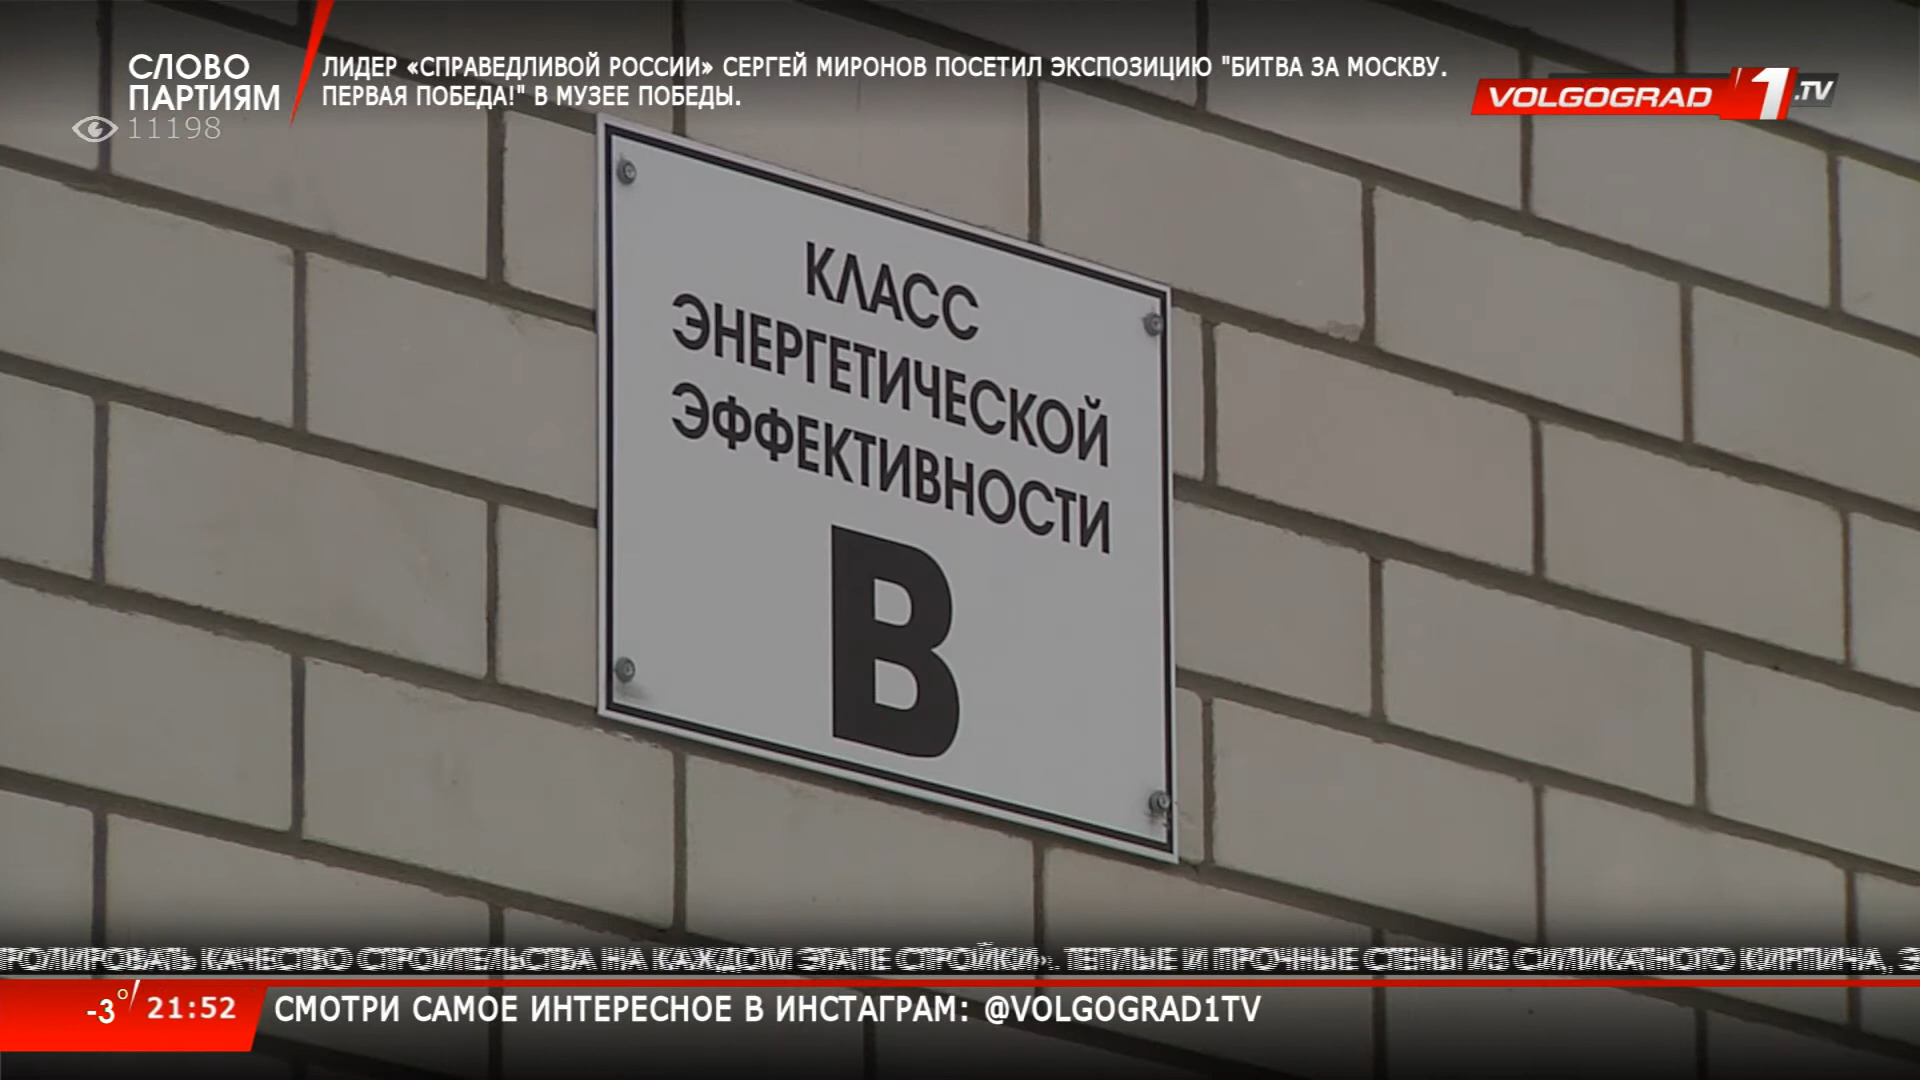 СЛОВО
ПАРТИЯМ
11198
ЛИДЕР «СПРАВЕДЛИВОЙ РОССИИ» СЕРГЕЙ МИРОНОВ ПОСЕТИЛ ЭКСПОЗИЦИЮ "БИТВА ЗА МОСКВУ.
ПЕРВАЯ ПОБЕДА!" В МУЗЕЕ ПОБЕДЫ.
VOLGOGRAD 1.TV
КЛАСС
ЭНЕРГЕТИЧЕСКОЙ
ЭФФЕКТИВНОСТИ
В
РОЛИРОВАТЬ КАЧЕСТВО СТРОИТЕЛЬСТВА НА КАЖДОМ ЭТАПЕ СТРОЙКИ». ТЕПЛЫЕ И ПРОЧНЫЕ СТЕНЫ ИЗ СИЛИКАТНОГО КИРПИЧА, Э
-3° 21:52 СМОТРИ САМОЕ ИНТЕРЕСНОЕ В ИНСТАГРАМ: @VOLGOGRAD1TV